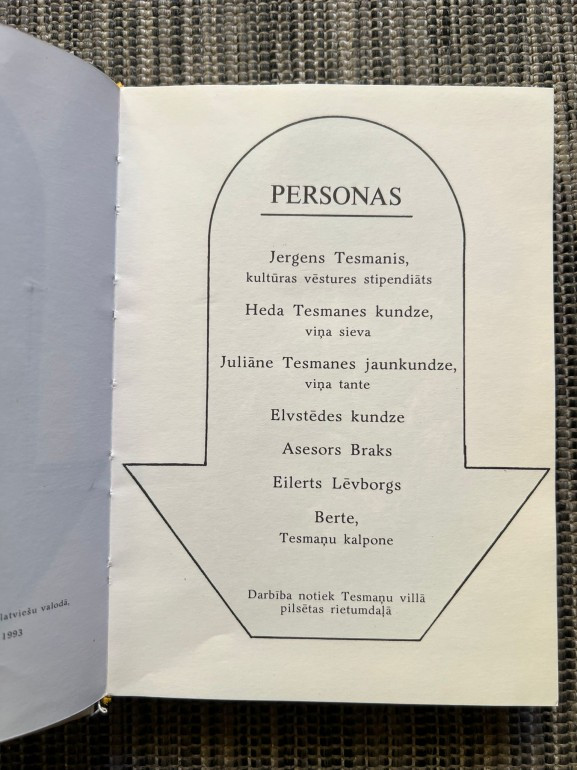 latviešu valodā,
1993
PERSONAS
Jergens Tesmanis,
kultūras vēstures stipendiāts
Heda Tesmanes kundze,
viņa sieva
Juliāne Tesmanes jaunkundze,
viņa tante
Elvstēdes kundze
Asesors Braks
Eilerts Lēvborgs
Berte,
Tesmaņu kalpone
Darbība notiek Tesmaņu villā
pilsētas rietumdaļā